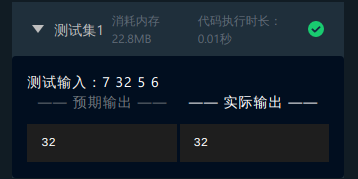 测试集1
消耗内存
22.8MB
代码执行时长：
0.01秒
测试输入：7 32 5 6
—— 预期输出 —— —— 实际输出 ——
32 32